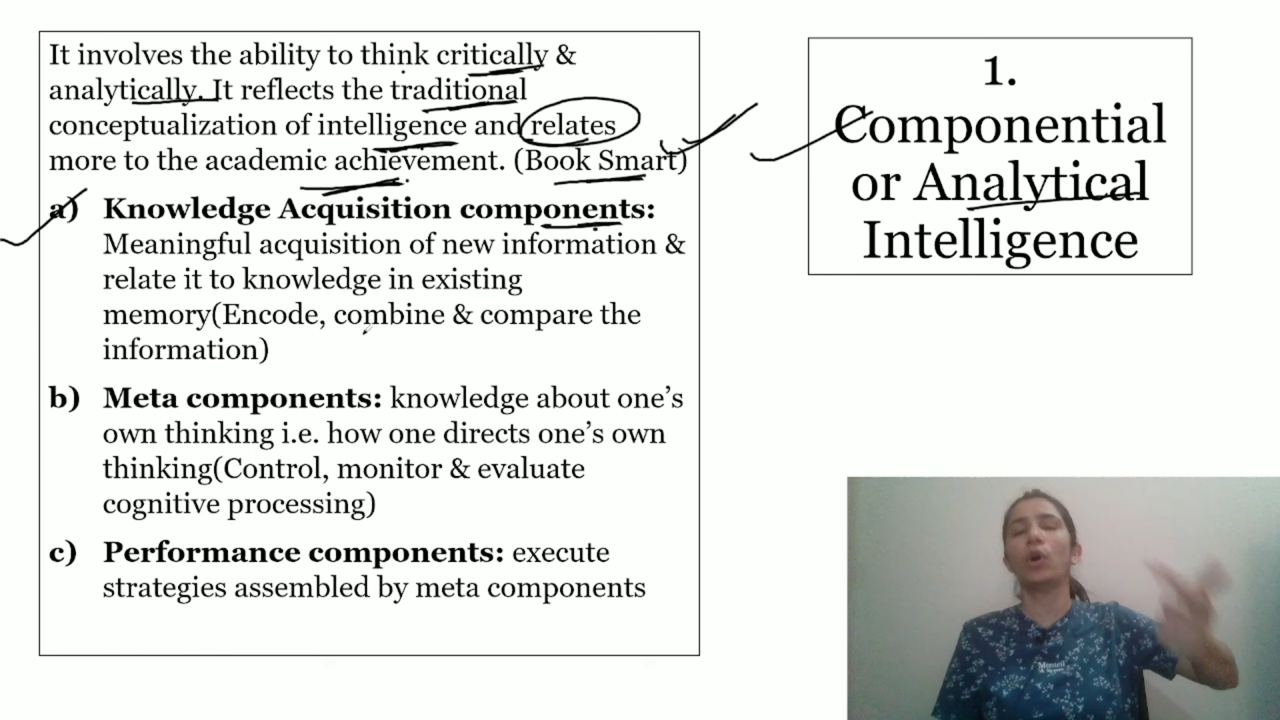 It involves the ability to think critically &
analytically. It reflects the traditional
conceptualization of intelligence and relates
more to the academic achievement. (Book Smart)
a) Knowledge Acquisition components:
Meaningful acquisition of new information &
relate it to knowledge in existing
memory(Encode, combine & compare the
information)
b) Meta components: knowledge about one's
own thinking i.e. how one directs one's own
thinking(Control, monitor & evaluate
cognitive processing)
c) Performance components: execute
strategies assembled by meta components
1.
Componential
or Analytical
Intelligence